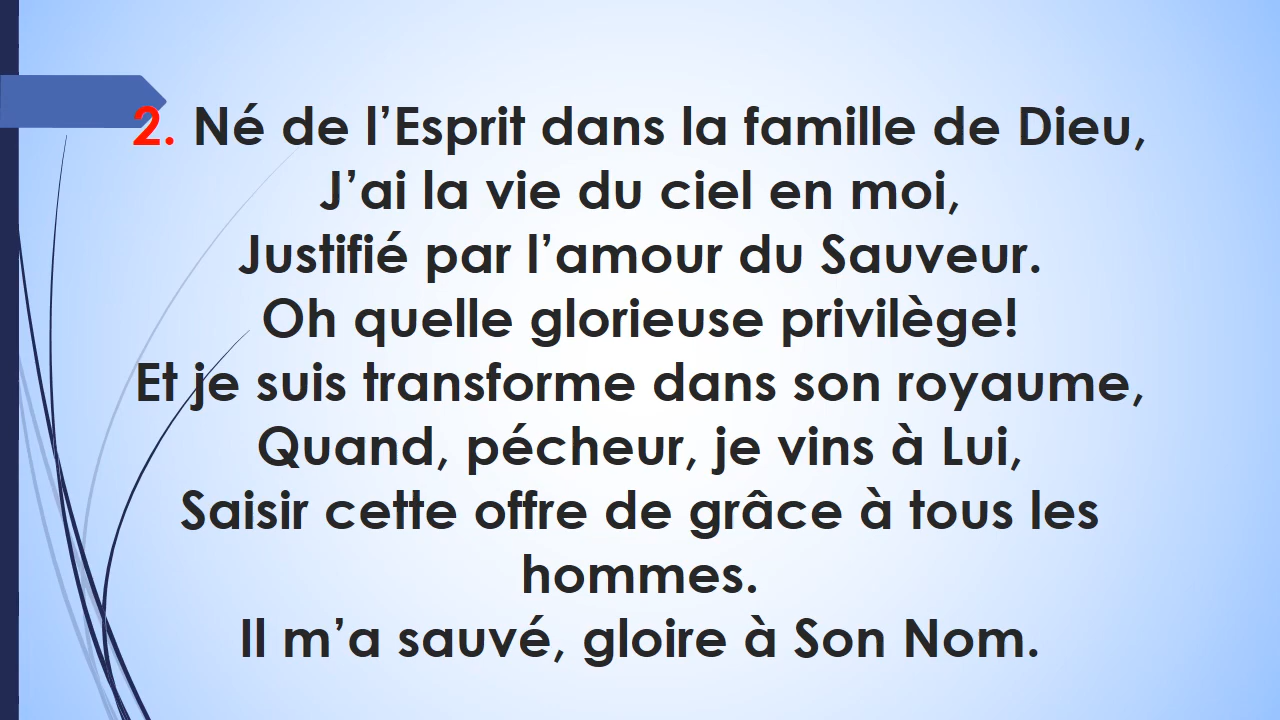 2. Né de l’Esprit dans la famille de Dieu,
J’ai la vie du ciel en moi,
Justifié par l’amour du Sauveur.
Oh quelle glorieuse privilège!
Et je suis transforme dans son royaume,
Quand, pécheur, je vins à Lui,
Saisir cette offre de grâce à tous les
hommes.
Il m’a sauvé, gloire à Son Nom.